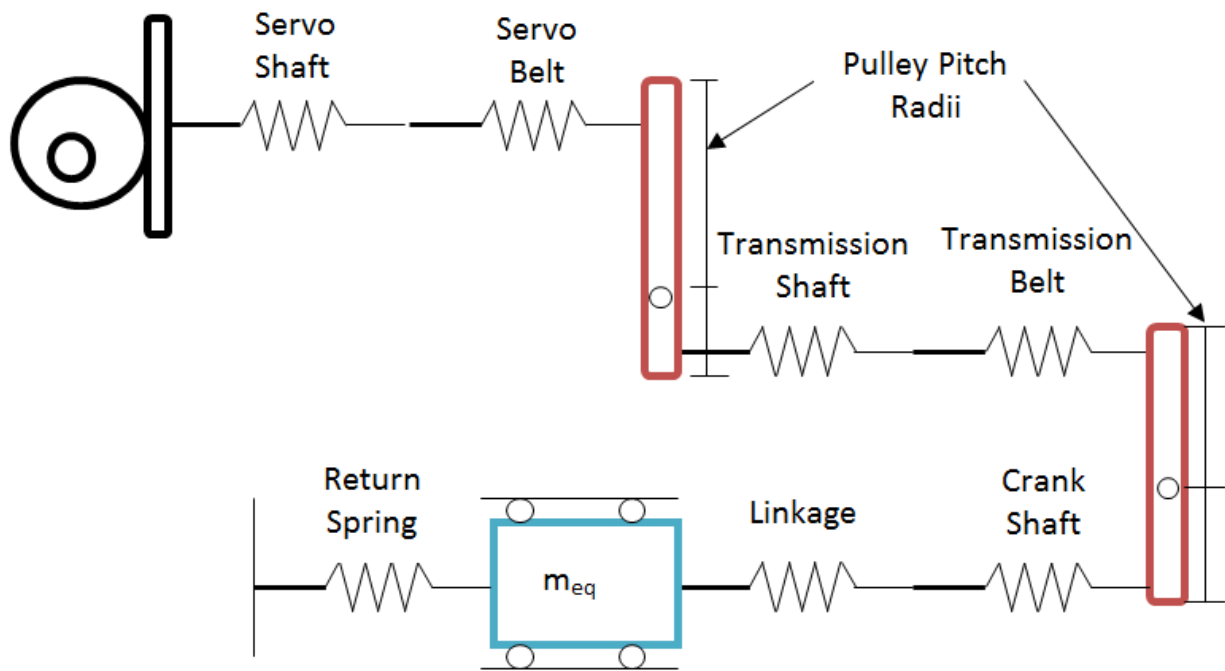 Servo
Shaft
Servo
Belt
Pulley Pitch
Radii
Transmission
Shaft
Transmission
Belt
Return
Spring
meq
Linkage
Crank
Shaft